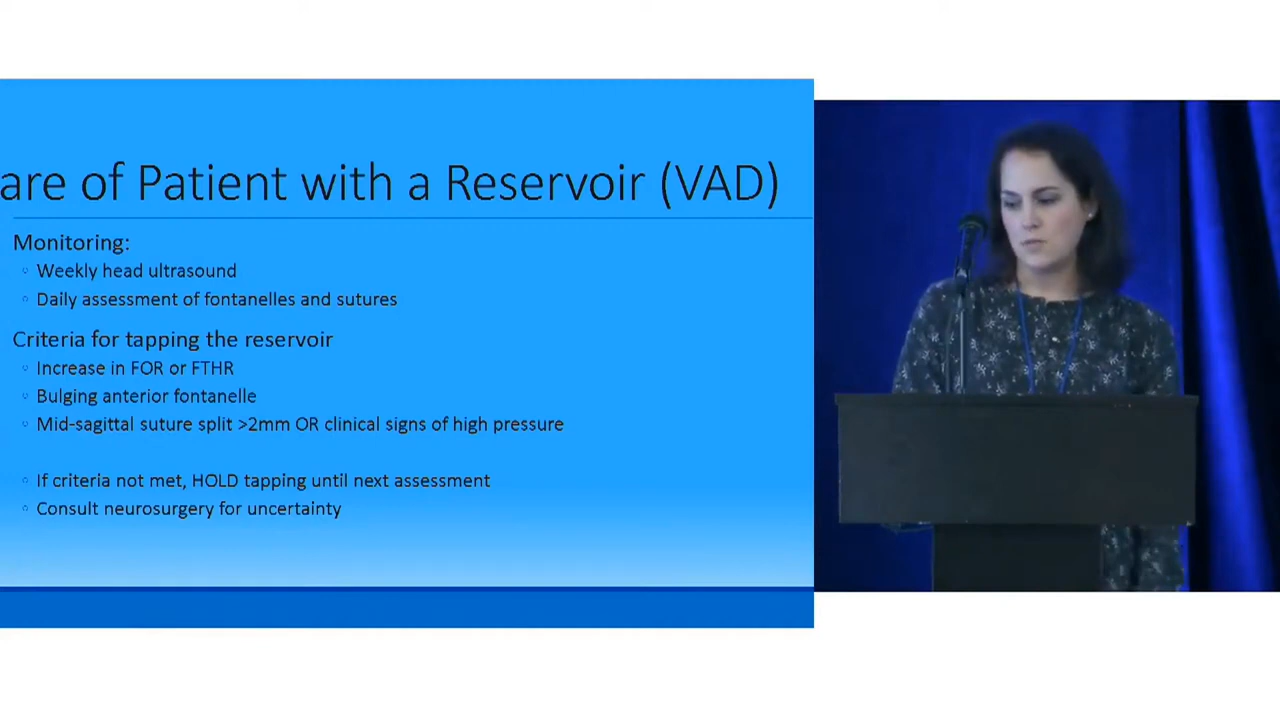 are of Patient with a Reservoir (VAD)
Monitoring:
Weekly head ultrasound
Daily assessment of fontanelles and sutures
Criteria for tapping the reservoir
Increase in FOR or FTHR
Bulging anterior fontanelle
Mid-sagittal suture split >2mm OR clinical signs of high pressure
If criteria not met, HOLD tapping until next assessment
Consult neurosurgery for uncertainty